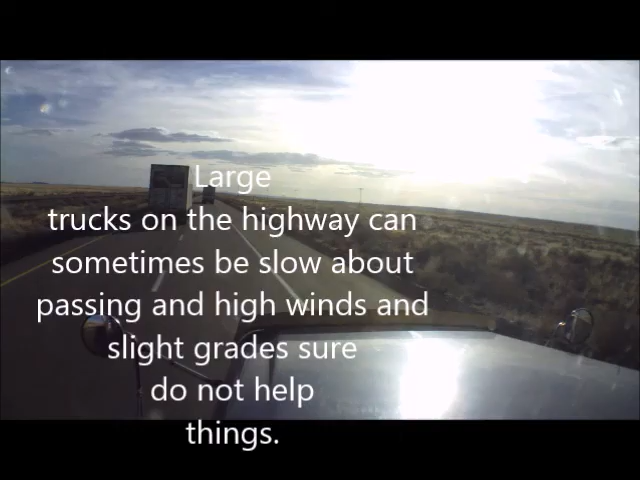 Large
trucks on the highway can
sometimes be slow about
passing and high winds and
slight grades sure
do not help
things.